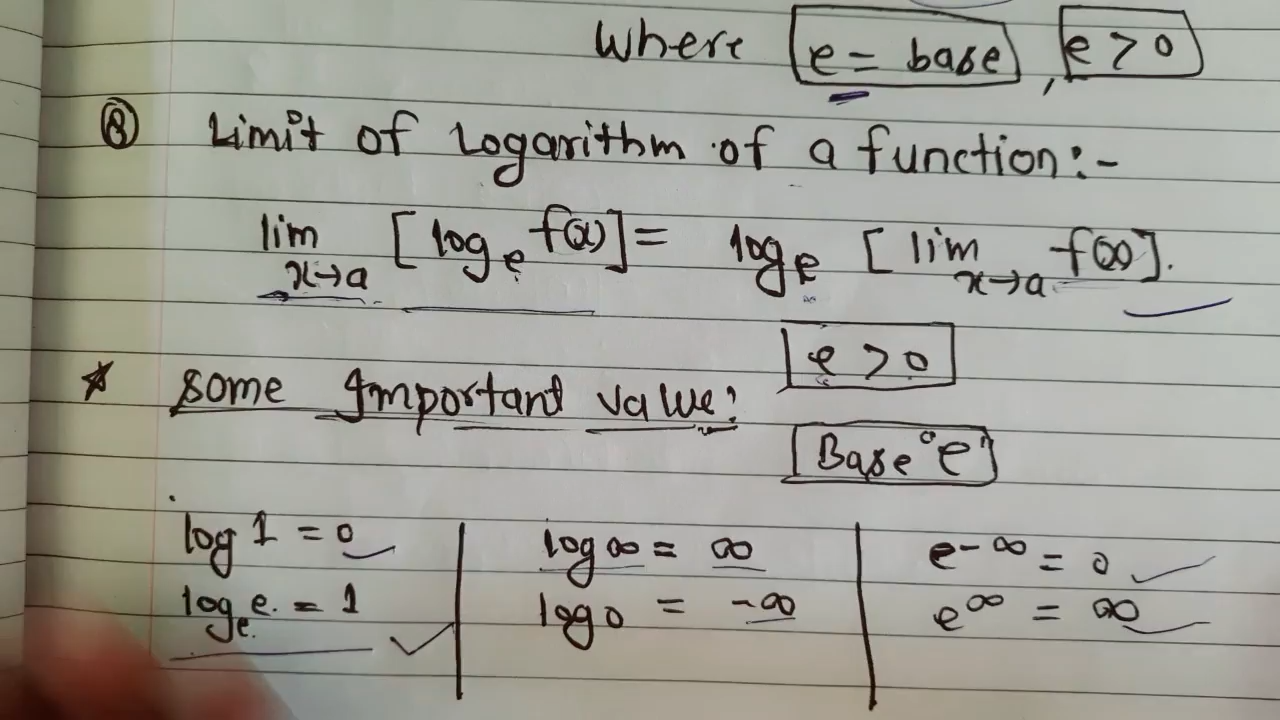 Where e = base , e > 0
⑧ Limit of Logarithm of a function:-
lim x→a [log_e f(x)] = log_e [lim x→a f(x)].
e > 0
* Some Important value:
Base "e"
log 1 = 0 | log ∞ = ∞ | e^-∞ = 0
log_e e = 1 | log 0 = -∞ | e^∞ = ∞